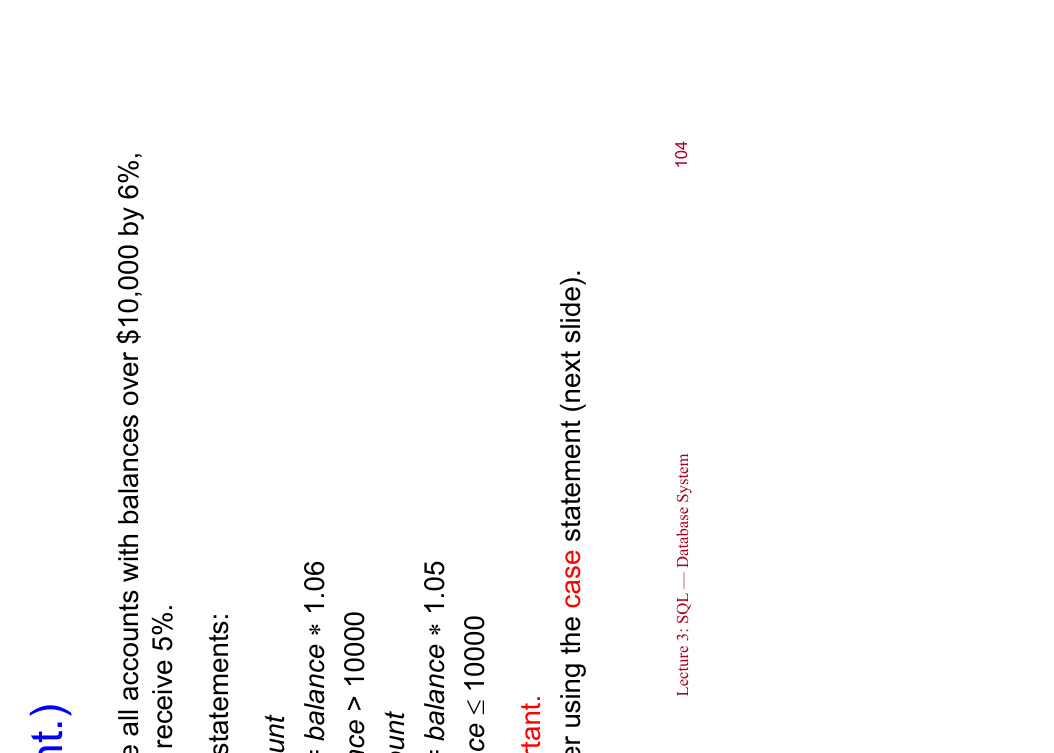 nt.)
e all accounts with balances over $10,000 by 6%,
receive 5%.
statements:
unt
= balance ∗ 1.06
nce > 10000
ount
= balance ∗ 1.05
ce ≤ 10000
rtant.
er using the case statement (next slide).
Lecture 3: SQL — Database System 104